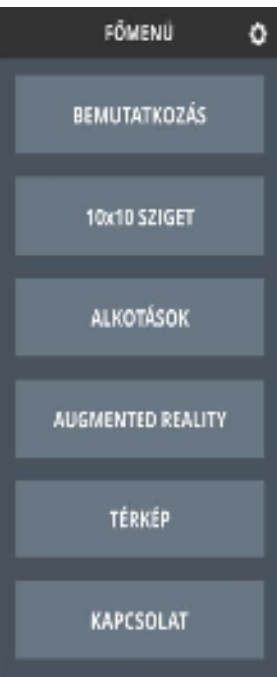 FŐMENÜ
BEMUTATKOZÁS
10x10 SZIGET
ALKOTÁSOK
AUGMENTED REALITY
TÉRKÉP
KAPCSOLAT